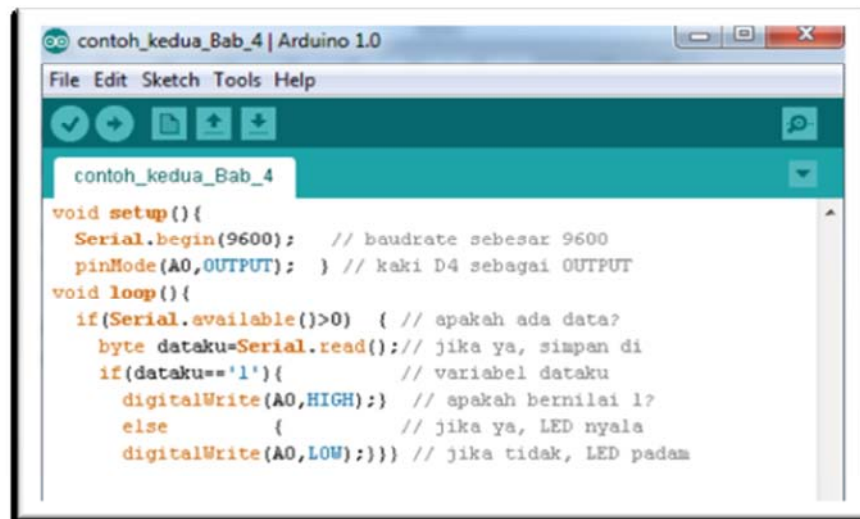 contoh_kedua_Bab_4 | Arduino 1.0
File Edit Sketch Tools Help
contoh_kedua_Bab_4
void setup(){
  Serial.begin(9600);   // baudrate sebesar 9600
  pinMode(A0,OUTPUT);  } // kaki D4 sebagai OUTPUT
void loop(){
  if(Serial.available()>0)  { // apakah ada data?
    byte dataku=Serial.read();// jika ya, simpan di
    if(dataku=='1'){          // variabel dataku
      digitalWrite(A0,HIGH);}  // apakah bernilai 1?
      else          {         // jika ya, LED nyala
      digitalWrite(A0,LOW);}}} // jika tidak, LED padam